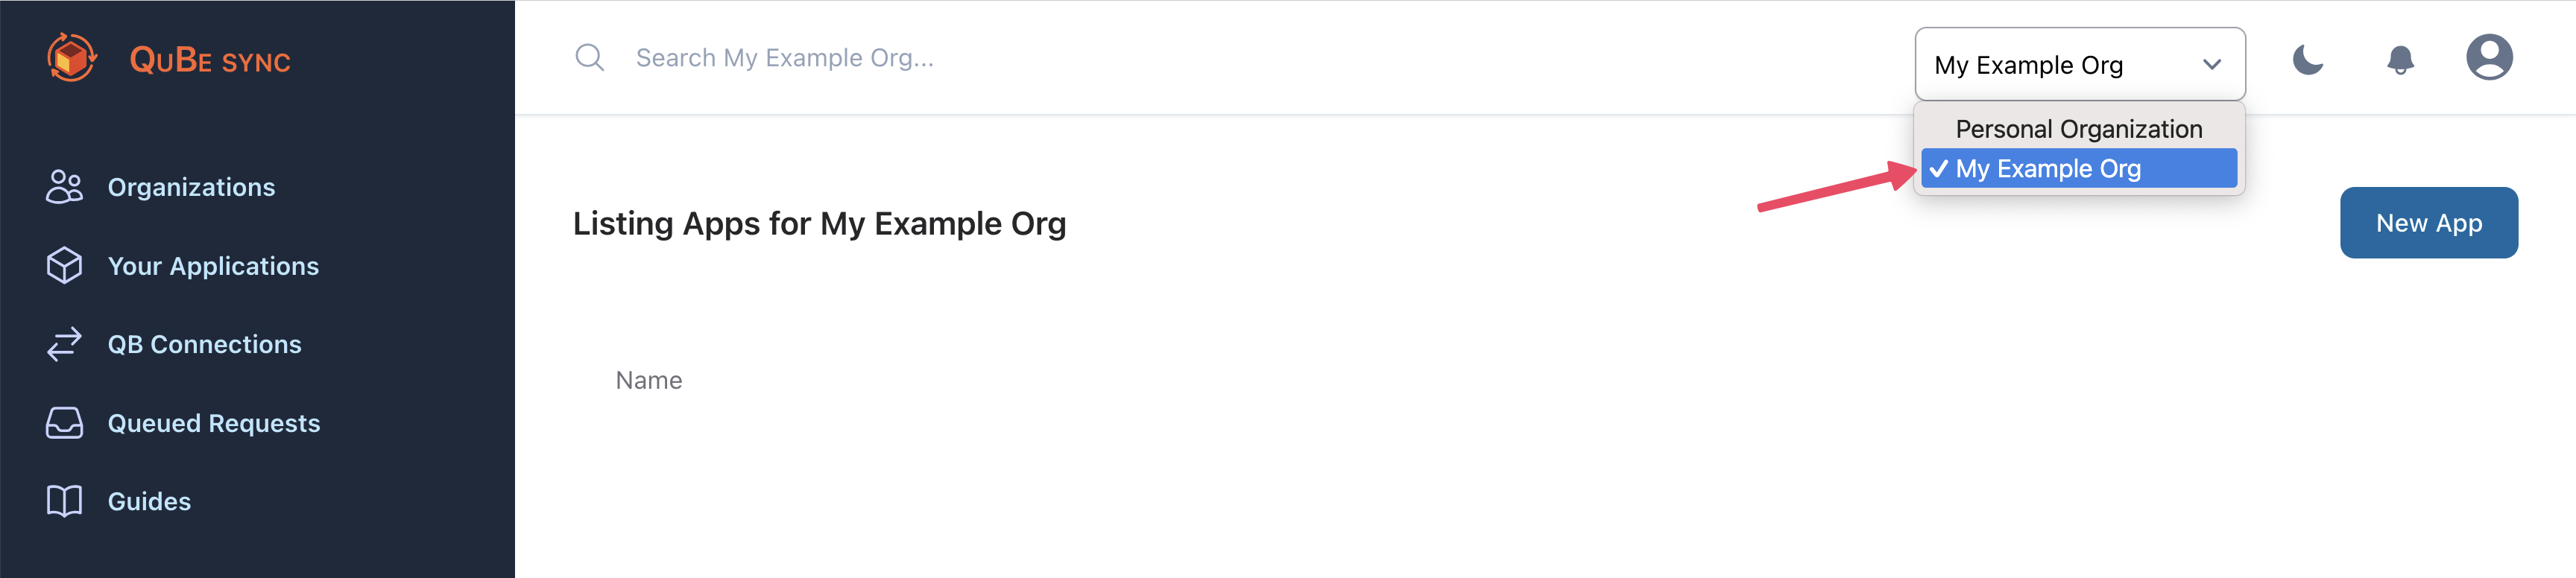 QuBe sync
Organizations
Your Applications
QB Connections
Queued Requests
Guides
Search My Example Org...
My Example Org
Personal Organization
✓ My Example Org
Listing Apps for My Example Org
New App
Name